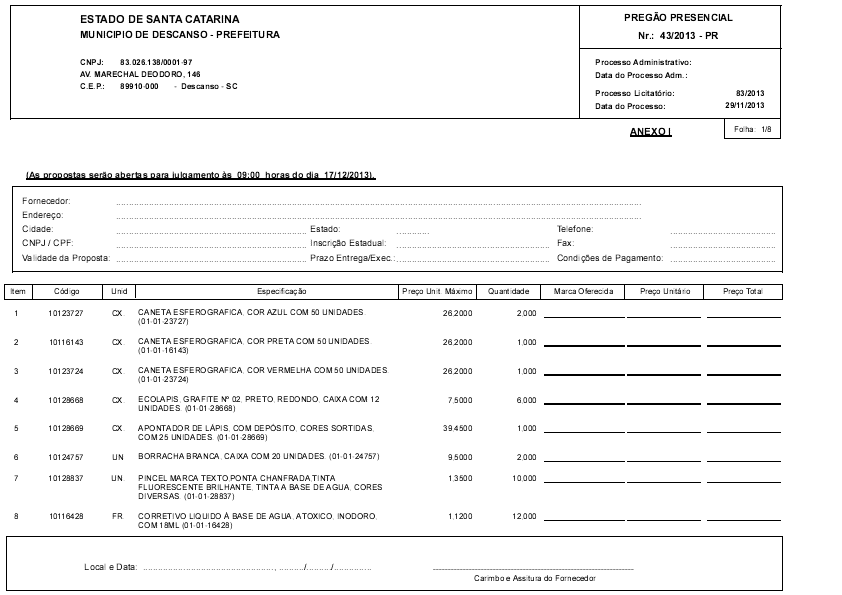 ESTADO DE SANTA CATARINA
MUNICIPIO DE DESCANSO - PREFEITURA
CNPJ: 83.026.138/0001-97
AV. MARECHAL DEODORO, 146
C.E.P.: 89910-000 - Descanso - SC
PREGÃO PRESENCIAL
Nr.: 43/2013 - PR
Processo Administrativo:
Data do Processo Adm.:
Processo Licitatório: 83/2013
Data do Processo: 29/11/2013
ANEXO I
Folha: 1/8
(As propostas serão abertas para julgamento às 09:00 horas do dia 17/12/2013).
Fornecedor:
Endereço:
Cidade: Estado: Telefone:
CNPJ / CPF: Inscrição Estadual: Fax:
Validade da Proposta: Prazo Entrega/Exec.: Condições de Pagamento:
Item Código Unid Especificação Preço Unit. Máximo Quantidade Marca Oferecida Preço Unitário Preço Total
1 10123727 CX CANETA ESFEROGRAFICA, COR AZUL COM 50 UNIDADES. 26,2000 2,000
(01-01-23727)
2 10116143 CX CANETA ESFEROGRAFICA, COR PRETA COM 50 UNIDADES. 26,2000 1,000
(01-01-16143)
3 10123724 CX CANETA ESFEROGRAFICA, COR VERMELHA COM 50 UNIDADES. 26,2000 1,000
(01-01-23724)
4 10128668 CX ECOLAPIS, GRAFITE Nº 02, PRETO, REDONDO, CAIXA COM 12 7,5000 6,000
UNIDADES. (01-01-28668)
5 10128669 CX APONTADOR DE LÁPIS, COM DEPÓSITO, CORES SORTIDAS, 39,4500 1,000
COM 25 UNIDADES. (01-01-28669)
6 10124757 UN BORRACHA BRANCA, CAIXA COM 20 UNIDADES. (01-01-24757) 9,5000 2,000
7 10128837 UN PINCEL MARCA TEXTO,PONTA CHANFRADA,TINTA 1,3500 10,000
FLUORESCENTE BRILHANTE, TINTA A BASE DE AGUA, CORES
DIVERSAS. (01-01-28837)
8 10116428 FR CORRETIVO LIQUIDO À BASE DE AGUA, ATOXICO, INODORO, 1,1200 12,000
COM 18ML (01-01-16428)
Local e Data: ......................................................, ........../........../...............
Carimbo e Assitura do Fornecedor